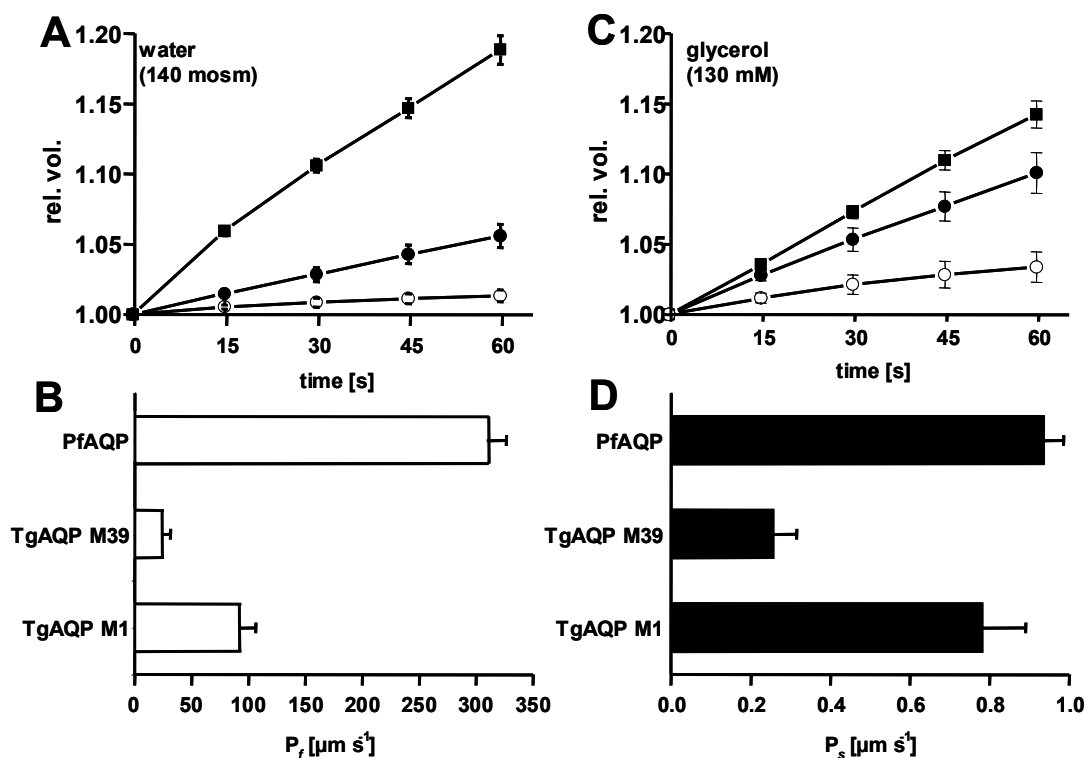 A
water
(140 mosm)
1.20
1.15
1.10
1.05
1.00
rel. vol.
0 15 30 45 60
time [s]
C
glycerol
(130 mM)
1.20
1.15
1.10
1.05
1.00
rel. vol.
0 15 30 45 60
time [s]
B
PfAQP
TgAQP M39
TgAQP M1
0 50 100 150 200 250 300 350
Pf [µm s-1]
D
PfAQP
TgAQP M39
TgAQP M1
0.0 0.2 0.4 0.6 0.8 1.0
Ps [µm s-1]